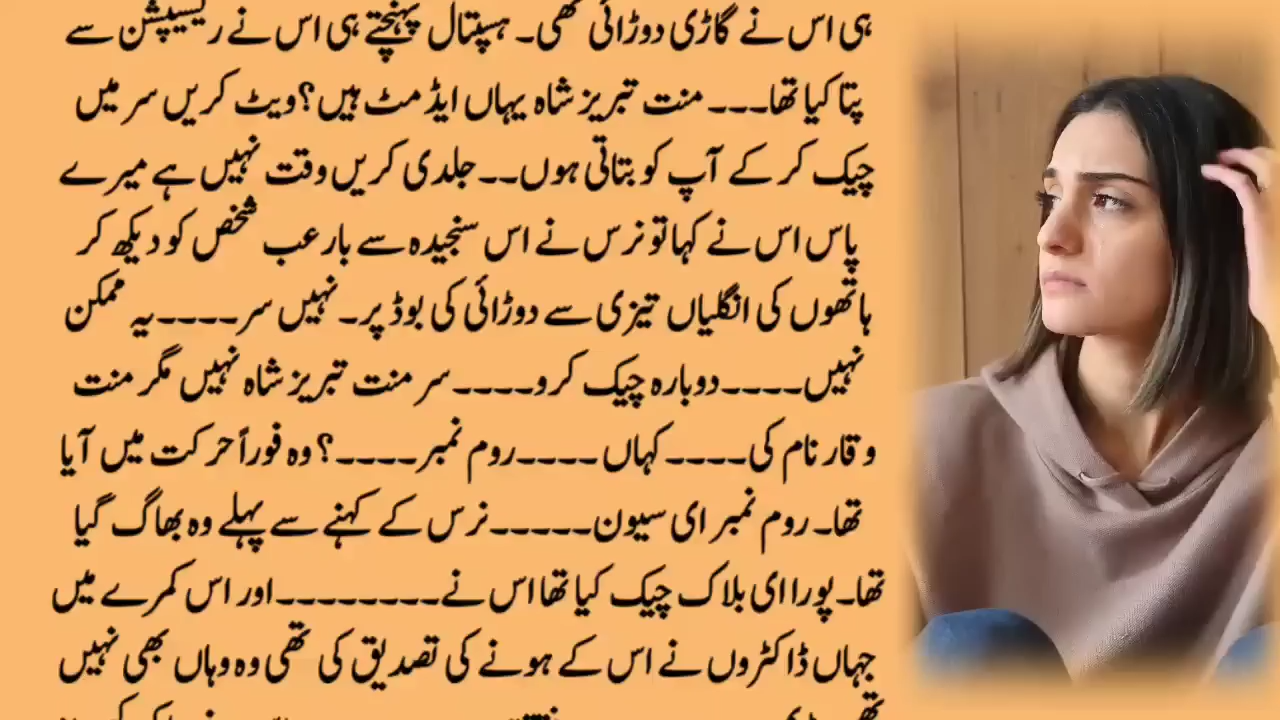 ہی اس نے گاڑی دوڑائی تھی۔ ہسپتال پہنچتے ہی اس نے ریسیپشن سے
پتا کیا تھا۔۔۔ منت تبریز شاہ یہاں ایڈمٹ ہیں؟ ویٹ کریں سر میں
چیک کر کے آپ کو بتاتی ہوں۔۔ جلدی کریں وقت نہیں ہے میرے
پاس اس نے کہا تو نرس نے اس سنجیدہ سے بارعب شخص کو دیکھ کر
ہاتھوں کی انگلیاں تیزی سے دوڑائی کی بوڈ پر۔ نہیں سر۔۔۔۔ یہ ممکن
نہیں۔۔۔۔ دوبارہ چیک کرو۔۔۔۔ سر منت تبریز شاہ نہیں مگر منت
وقار نام کی۔۔۔۔ کہاں۔۔۔۔ روم نمبر۔۔۔۔؟ وہ فوراً حرکت میں آیا
تھا۔ روم نمبر ای سیون۔۔۔۔۔ نرس کے کہنے سے پہلے وہ بھاگ گیا
تھا۔ پورا ای بلاک چیک کیا تھا اس نے۔۔۔۔۔۔۔۔ اور اس کمرے میں
جہاں ڈاکٹروں نے اس کے ہونے کی تصدیق کی تھی وہ وہاں بھی نہیں